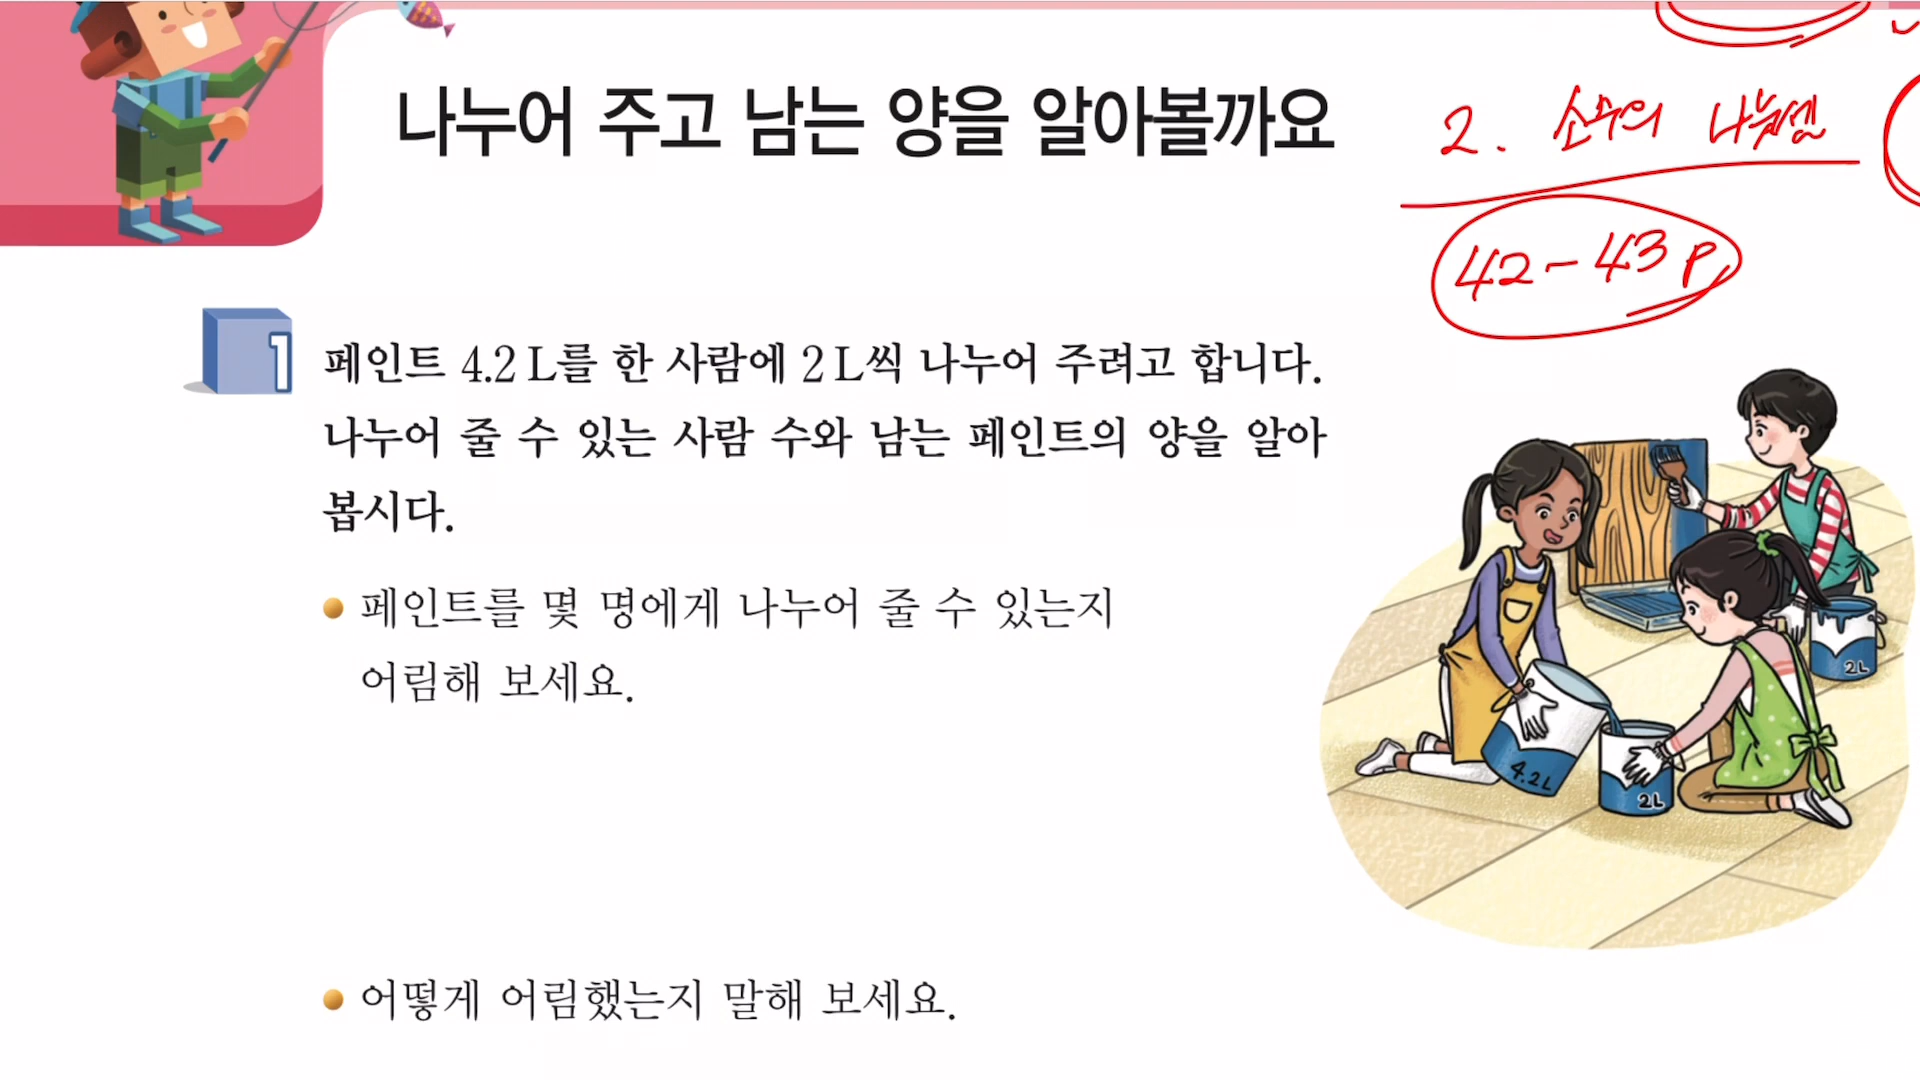 나누어 주고 남는 양을 알아볼까요
2. 소수의 나눗셈
42-43p
1
페인트 4.2 L를 한 사람에 2 L씩 나누어 주려고 합니다.
나누어 줄 수 있는 사람 수와 남는 페인트의 양을 알아
봅시다.
페인트를 몇 명에게 나누어 줄 수 있는지
어림해 보세요.
2L
4.2L
2L
어떻게 어림했는지 말해 보세요.